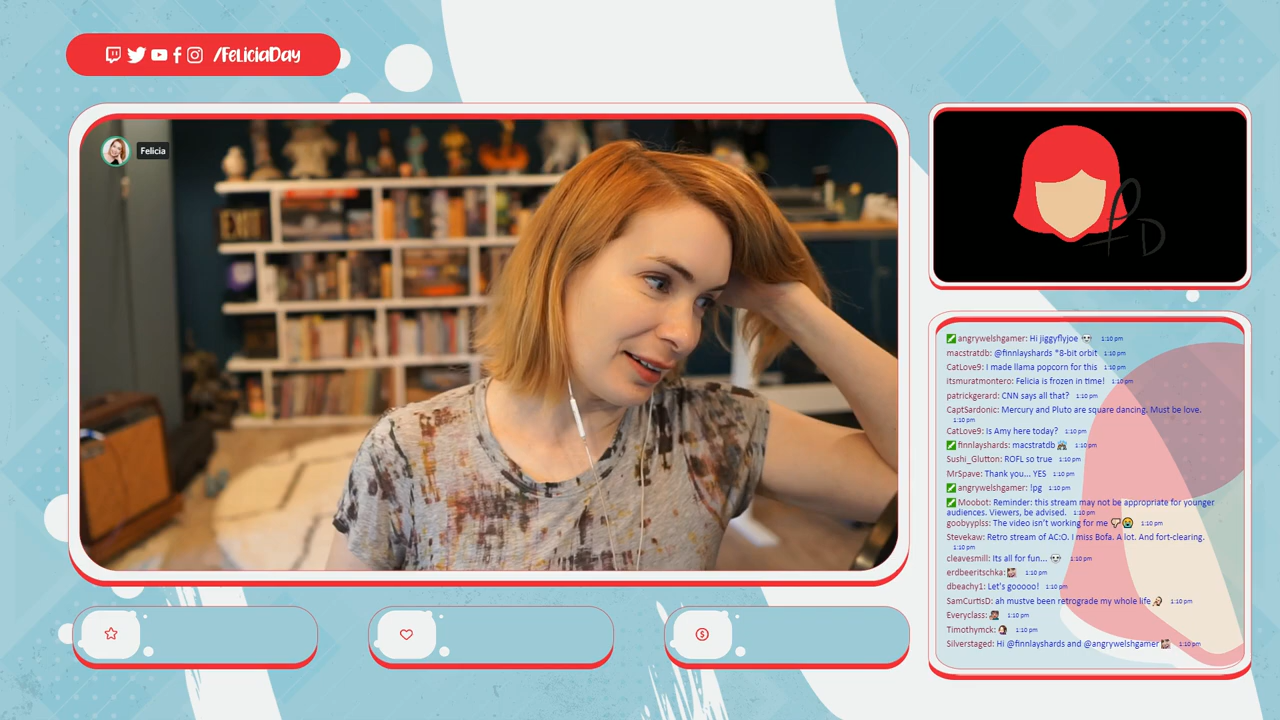 /FeLiciaDay
Felicia
EXIT
FD
angrywelshgamer: Hi jiggyflyjoe 1:10 pm
macstratdb: @finnlayshards *8-bit orbit 1:10 pm
CatLove9: I made llama popcorn for this 1:10 pm
itsmuratmontero: Felicia is frozen in time! 1:10 pm
patrickgerard: CNN says all that? 1:10 pm
CaptSardonic: Mercury and Pluto are square dancing. Must be love.
1:10 pm
CatLove9: Is Amy here today? 1:10 pm
finnlayshards: macstratdb 1:10 pm
Sushi_Glutton: ROFL so true 1:10 pm
MrSpave: Thank you... YES 1:10 pm
angrywelshgamer: !pg 1:10 pm
Moobot: Reminder: this stream may not be appropriate for younger
audiences. Viewers, be advised. 1:10 pm
goobyyplss: The video isn't working for me 1:10 pm
Stevekaw: Retro stream of AC:O. I miss Bofa. A lot. And fort-clearing.
1:10 pm
cleavesmill: Its all for fun... 1:10 pm
erdbeeritschka: 1:10 pm
dbeachy1: Let's gooooo! 1:10 pm
SamCurtisD: ah mustve been retrograde my whole life 1:10 pm
Everyclass: 1:10 pm
Timothymck: 1:10 pm
Silverstaged: Hi @finnlayshards and @angrywelshgamer 1:10 pm